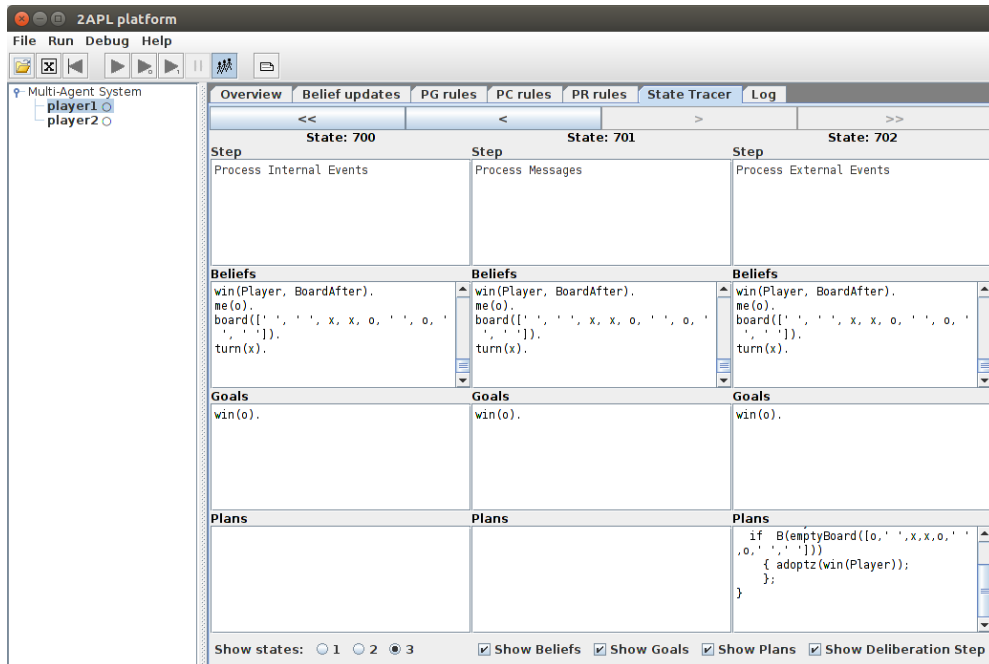 2APL platform
File Run Debug Help
Multi-Agent System
player1
player2
Overview Belief updates PG rules PC rules PR rules State Tracer Log
<< < > >>
State: 700 State: 701 State: 702
Step Step Step
Process Internal Events Process Messages Process External Events
Beliefs Beliefs Beliefs
win(Player, BoardAfter). win(Player, BoardAfter). win(Player, BoardAfter).
me(o). me(o). me(o).
board([' ', ' ', x, x, o, ' ', o, ' board([' ', ' ', x, x, o, ' ', o, ' board([' ', ' ', x, x, o, ' ', o, '
', ' ']). ', ' ']). ', ' ']).
turn(x). turn(x). turn(x).
Goals Goals Goals
win(o). win(o). win(o).
Plans Plans Plans
if B(emptyBoard([o,' ',x,x,o,' '
,o,' ',' ']))
{ adoptz(win(Player));
};
}
Show states: 1 2 3 Show Beliefs Show Goals Show Plans Show Deliberation Step